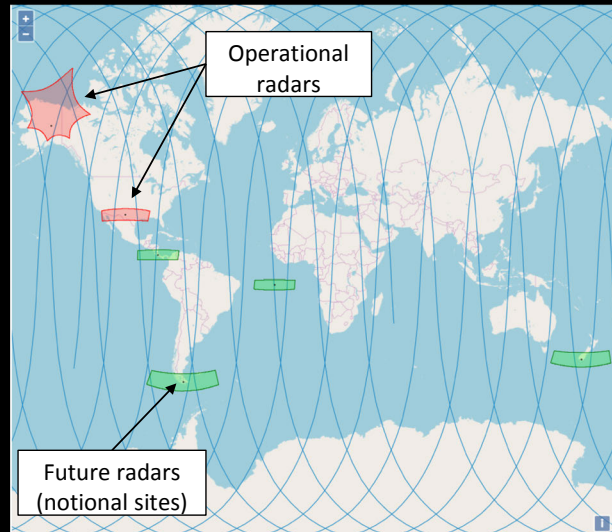 +
−
Operational
radars
Future radars
(notional sites)
i